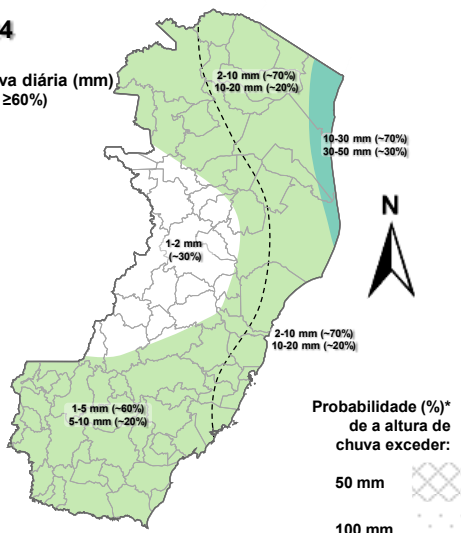 4
va diária (mm)
≥60%)
2-10 mm (~70%)
10-20 mm (~20%)
10-30 mm (~70%)
30-50 mm (~30%)
N
1-2 mm
(~30%)
2-10 mm (~70%)
10-20 mm (~20%)
1-5 mm (~60%)
5-10 mm (~20%)
Probabilidade (%)*
de a altura de
chuva exceder:
50 mm
100 mm